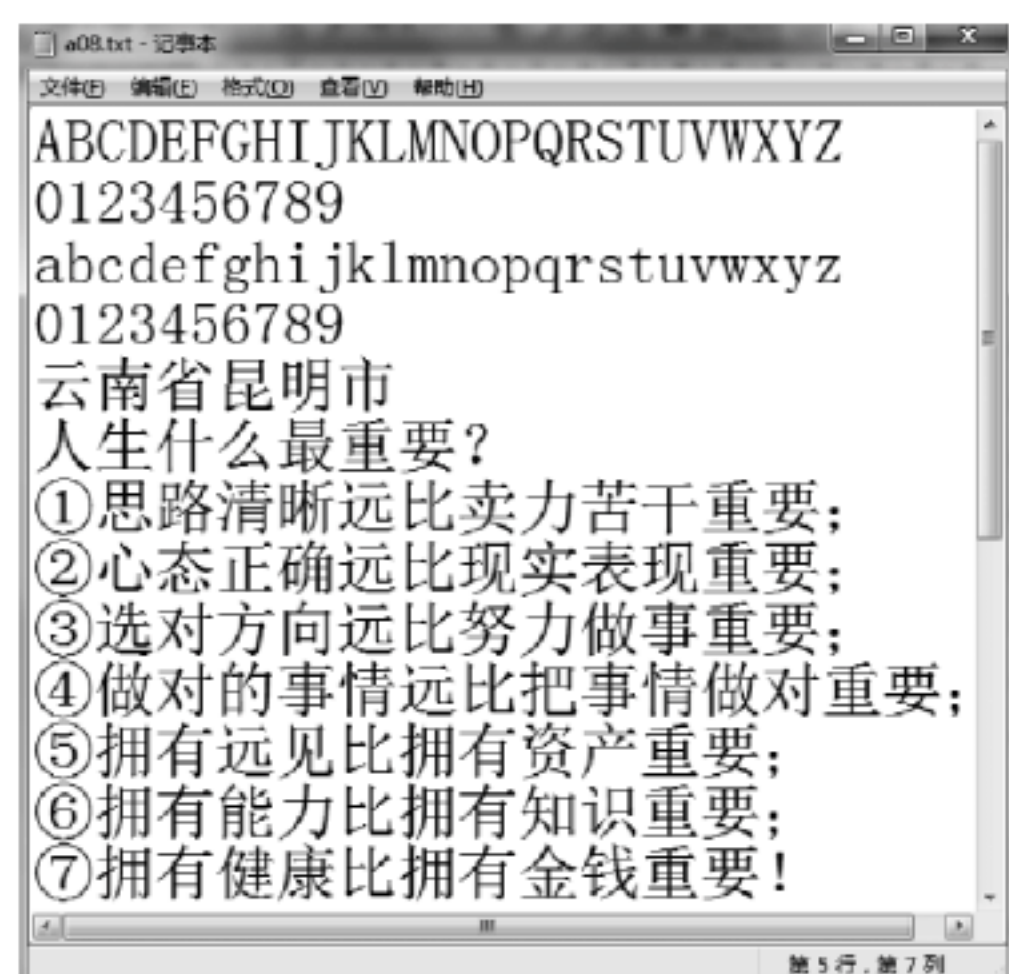 a08.txt - 记事本
文件(F) 编辑(E) 格式(O) 查看(V) 帮助(H)
ABCDEFGHIJKLMNOPQRSTUVWXYZ
0123456789
abcdefghijklmnopqrstuvwxyz
0123456789
云南省昆明市
人生什么最重要?
①思路清晰远比卖力苦干重要;
②心态正确远比现实表现重要;
③选对方向远比努力做事重要;
④做对的事情远比把事情做对重要;
⑤拥有远见比拥有资产重要;
⑥拥有能力比拥有知识重要;
⑦拥有健康比拥有金钱重要!
第 5 行,第 7 列